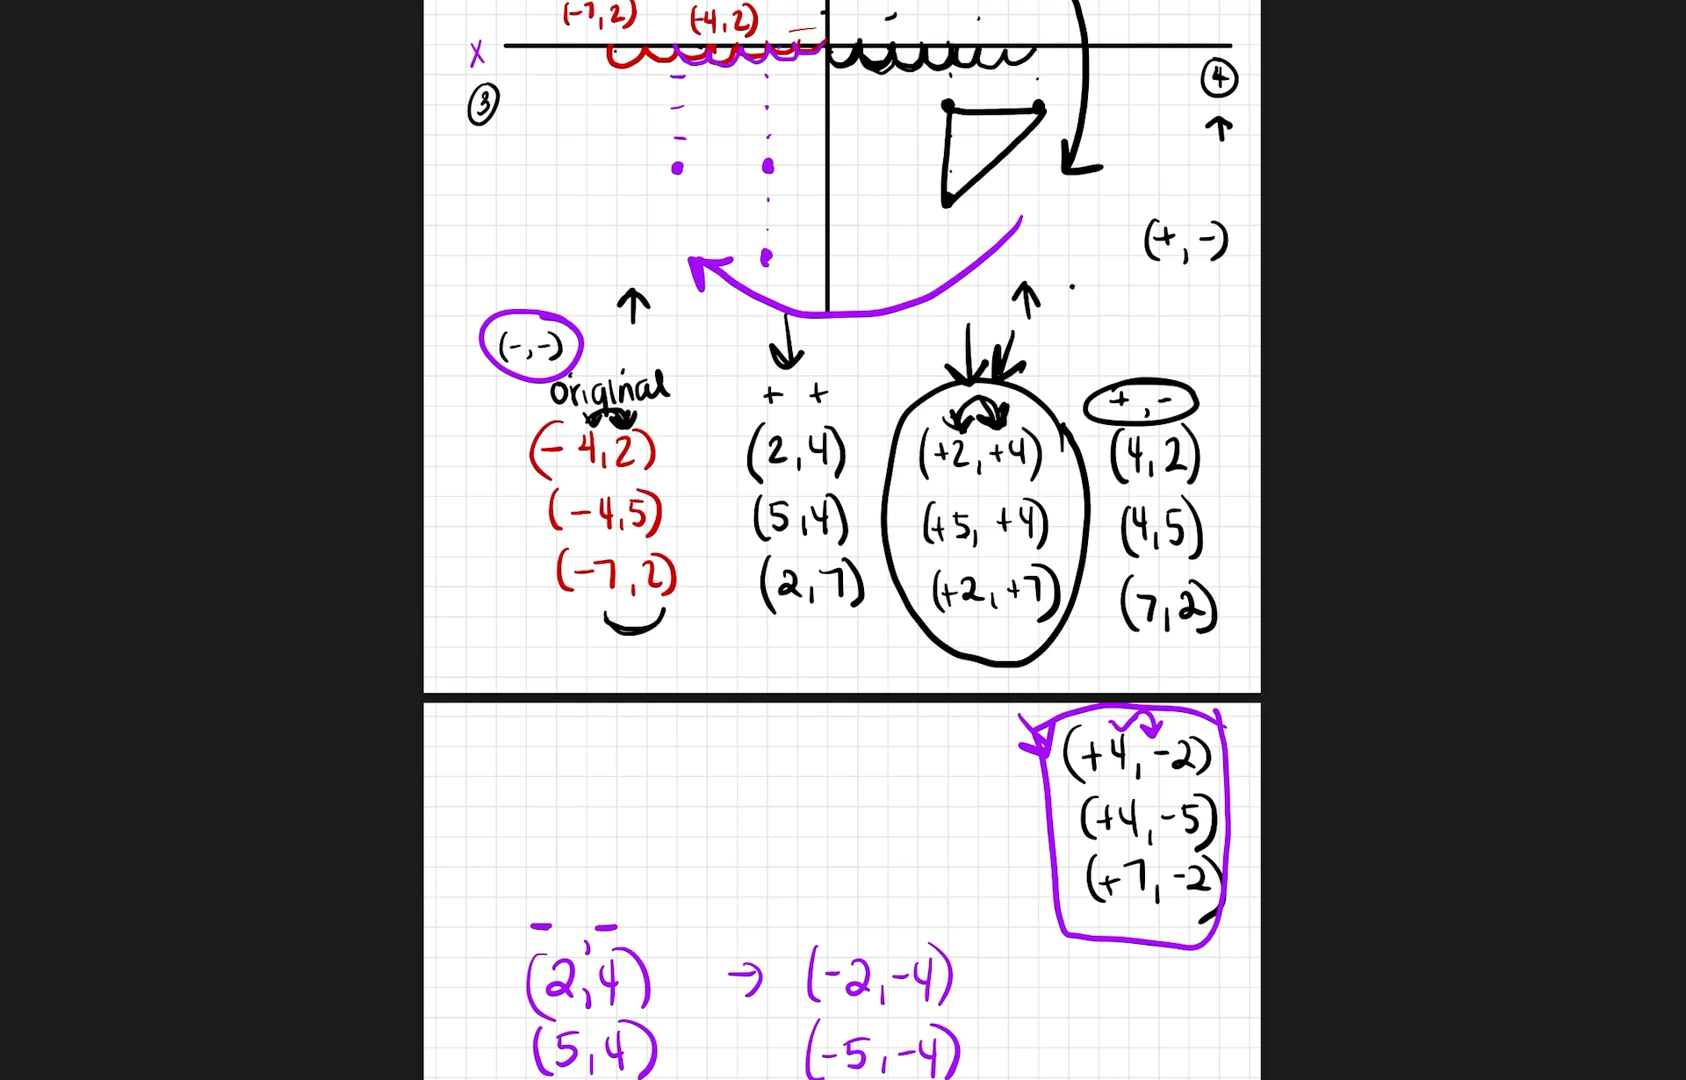 (-7,2) (-4,2)
X
③ ④
(+,-)
(-,-)
original + + +,-
(-4,2) (2,4) (+2,+4) (4,2)
(-4,5) (5,4) (+5,+4) (4,5)
(-7,2) (2,7) (+2,+7) (7,2)
(+4,-2)
(+4,-5)
(+7,-2)
- -
(2,4) → (-2,-4)
(5,4) (-5,-4)